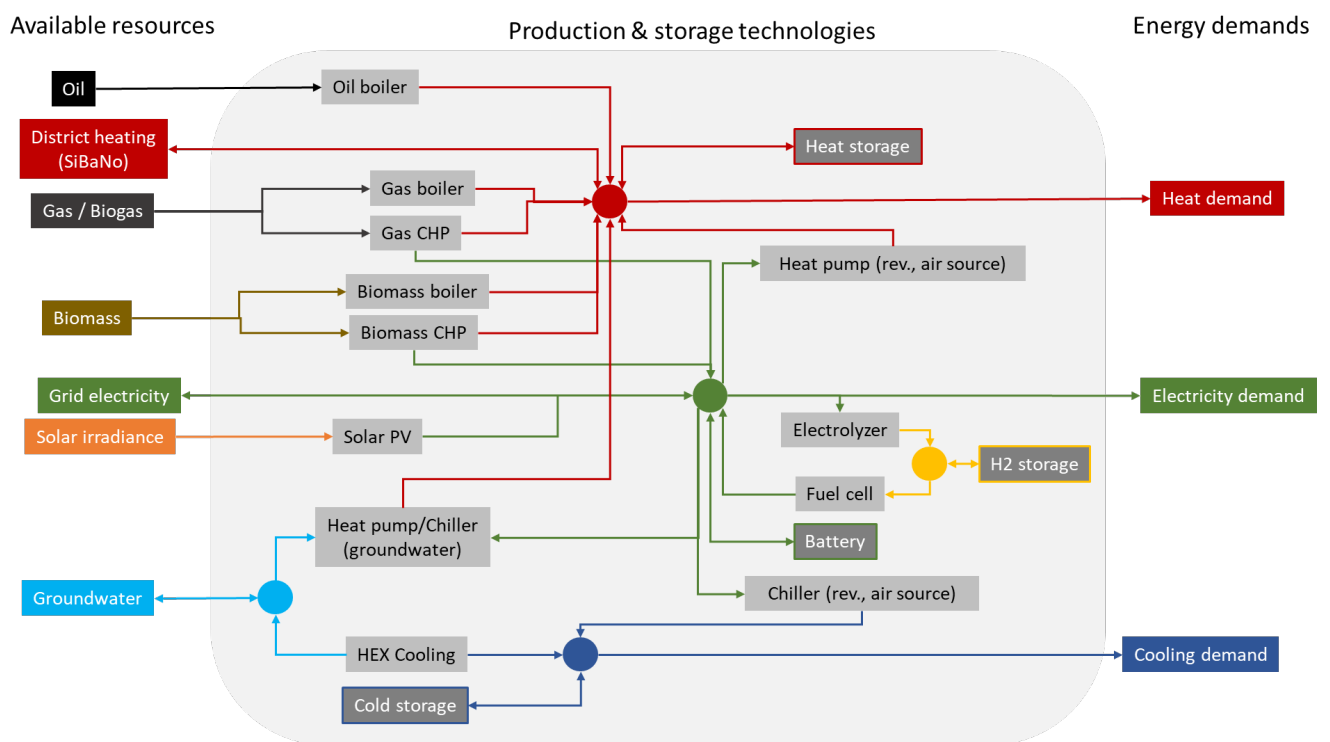 Available resources
Production & storage technologies
Energy demands
Oil
Oil boiler
District heating
(SiBaNo)
Heat storage
Gas boiler
Gas / Biogas
Heat demand
Gas CHP
Heat pump (rev., air source)
Biomass boiler
Biomass
Biomass CHP
Grid electricity
Electricity demand
Solar irradiance
Solar PV
Electrolyzer
H2 storage
Fuel cell
Heat pump/Chiller
(groundwater)
Battery
Groundwater
Chiller (rev., air source)
HEX Cooling
Cooling demand
Cold storage